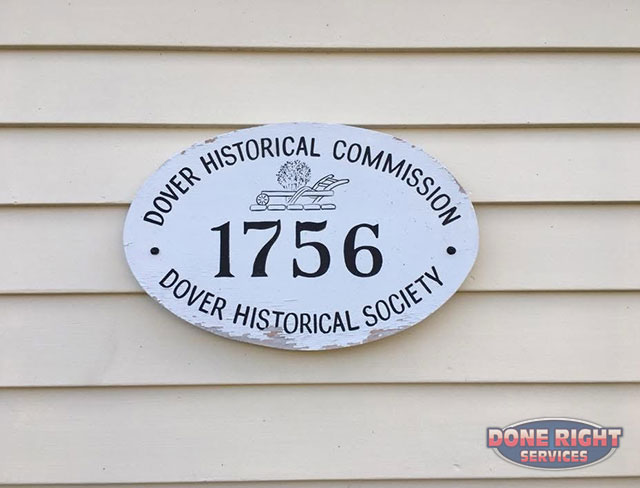 DOVER HISTORICAL COMMISSION
1756
DOVER HISTORICAL SOCIETY
DONE RIGHT
SERVICES